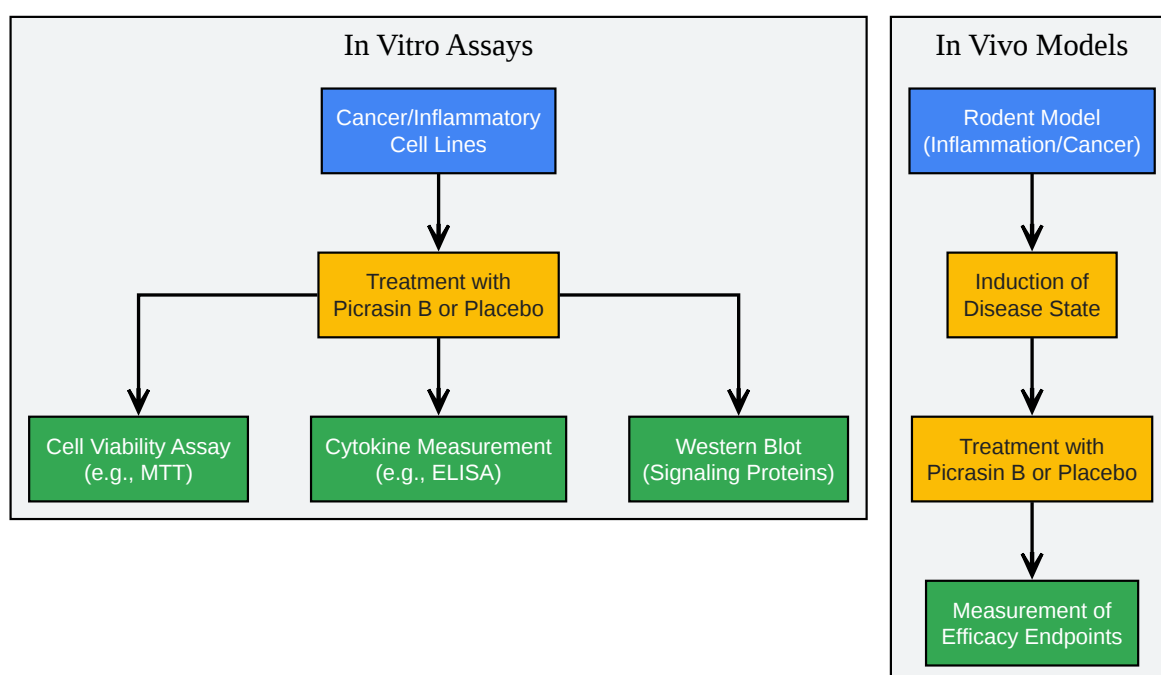 In Vitro Assays
Cancer/Inflammatory
Cell Lines
Treatment with
Picrasin B or Placebo
Cell Viability Assay
(e.g., MTT)
Cytokine Measurement
(e.g., ELISA)
Western Blot
(Signaling Proteins)
In Vivo Models
Rodent Model
(Inflammation/Cancer)
Induction of
Disease State
Treatment with
Picrasin B or Placebo
Measurement of
Efficacy Endpoints